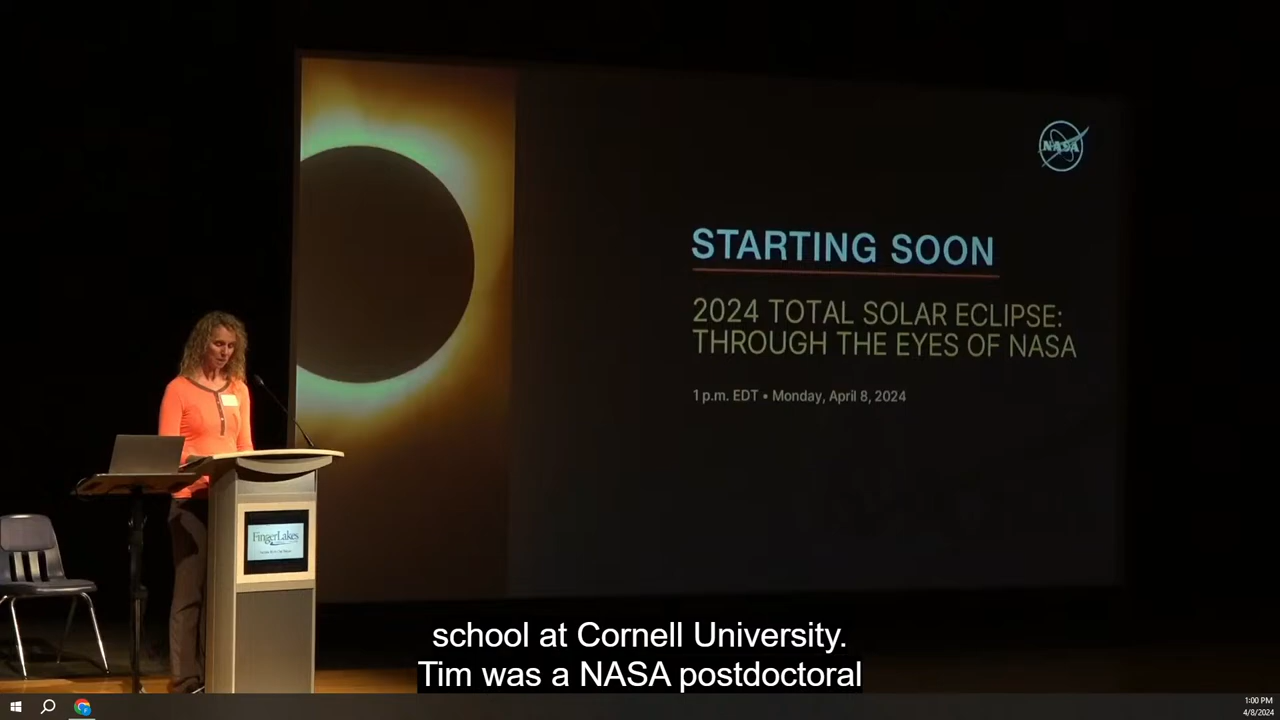 NASA
STARTING SOON
2024 TOTAL SOLAR ECLIPSE:
THROUGH THE EYES OF NASA
1 p.m. EDT • Monday, April 8, 2024
FingerLakes
school at Cornell University.
Tim was a NASA postdoctoral
1:00 PM
4/8/2024